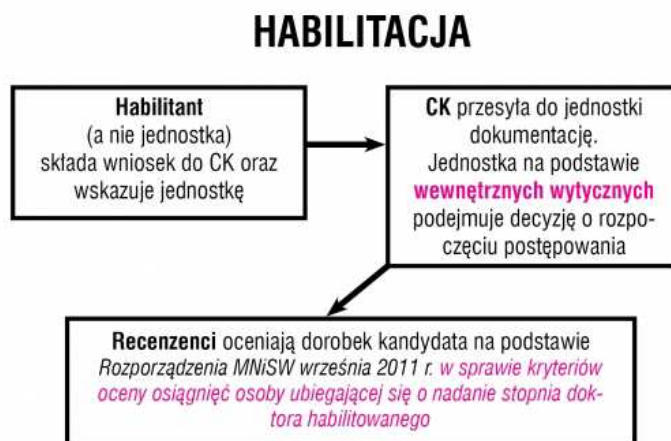 HABILITACJA
Habilitant
(a nie jednostka)
składa wniosek do CK oraz
wskazuje jednostkę
CK przesyła do jednostki
dokumentację.
Jednostka na podstawie
wewnętrznych wytycznych
podejmuje decyzję o rozpo-
częciu postępowania
Recenzenci oceniają dorobek kandydata na podstawie
Rozporządzenia MNiSW września 2011 r. w sprawie kryteriów
oceny osiągnięć osoby ubiegającej się o nadanie stopnia dok-
tora habilitowanego